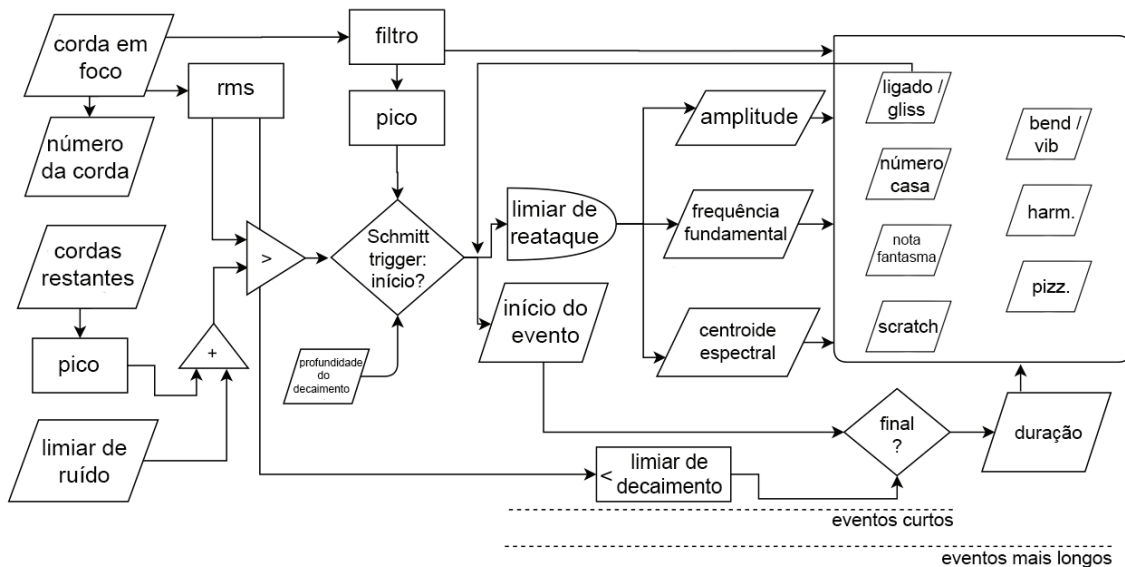 corda em
foco
filtro
rms
pico
número
da corda
ligado /
gliss
bend /
vib
amplitude
número
casa
harm.
limiar de
reataque
frequência
fundamental
Schmitt
trigger:
início?
cordas
restantes
>
nota
fantasma
pizz.
início do
evento
centroide
espectral
scratch
+
pico
profundidade
do
decaimento
limiar de
ruído
final
?
duração
<
limiar de
decaimento
eventos curtos
eventos mais longos